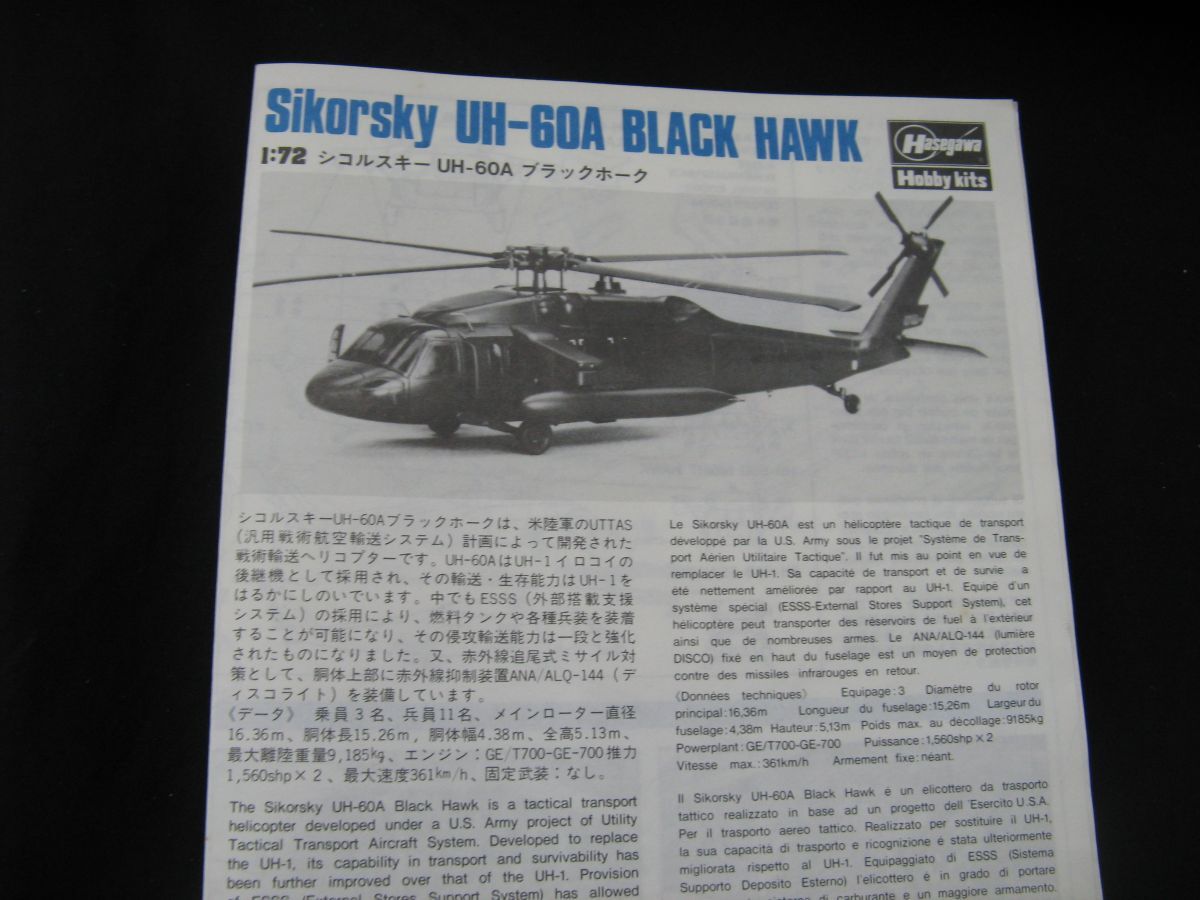 Sikorsky UH-60A BLACK HAWK
Hasegawa
Hobby kits
1:72 シコルスキー UH-60A ブラックホーク
シコルスキーUH-60Aブラックホークは、米陸軍のUTTAS
（汎用戦術航空輸送システム）計画によって開発された
戦術輸送ヘリコプターです。UH-60AはUH-1イロコイの
後継機として採用され、その輸送・生存能力はUH-1を
はるかにしのいでいます。中でもESSS（外部搭載支援
システム）の採用により、燃料タンクや各種兵装を装着
することが可能になり、その侵攻輸送能力は一段と強化
されたものになりました。又、赤外線追尾式ミサイル対
策として、胴体上部に赤外線抑制装置ANA/ALQ-144（デ
ィスコライト）を装備しています。
《データ》 乗員3名、兵員11名、メインローター直径
16.36m、胴体長15.26m, 胴体幅4.38m、全高5.13m、
最大離陸重量9,185kg、エンジン：GE/T700-GE-700推力
1,560shp×2、最大速度361km/h、固定武装：なし。
The Sikorsky UH-60A Black Hawk is a tactical transport
helicopter developed under a U.S. Army project of Utility
Tactical Transport Aircraft System. Developed to replace
the UH-1, its capability in transport and survivability has
been further improved over that of the UH-1. Provision
of ESSS (External Stores Support System) has allowed
Le Sikorsky UH-60A est un hélicoptère tactique de transport
développé par la U.S. Army sous le projet "Système de Trans-
port Aerien Utilitaire Tactique". Il fut mis au point en vue de
remplacer le UH-1. Sa capacité de transport et de survie a
été nettement améliorée par rapport au UH-1. Equipé d'un
système spécial (ESSS-External Stores Support System), cet
hélicoptère peut transporter des réservoirs de fuel à l'extérieur
ainsi que de nombreuses armes. Le ANA/ALQ-144 (lumière
DISCO) fixé en haut du fuselage est un moyen de protection
contre des missiles infrarouges en retour.
〈Données techniques〉 Equipage:3 Diamètre du rotor
principal:16,36m Longueur du fuselage:15,26m Largeur du
fuselage:4,38m Hauteur:5,13m Poids max. au décollage:9185kg
Powerplant:GE/T700-GE-700 Puissance:1,560shp×2
Vitesse max.:361km/h Armement fixe:néant.
Il Sikorsky UH-60A Black Hawk é un elicottero da trasporto
tattico realizzato in base ad un progetto dell 'Esercito U.S.A.
Per il trasporto aereo tattico. Realizzato per sostituire il UH-1,
la sua capacità di trasporto e ricognizione é stata ulteriormente
migliorata rispetto al UH-1. Equipaggiato di ESSS (Sistema
Supporto Deposito Esterno) l'elicottero é in grado di portare
di carburante e un maggiore armamento.